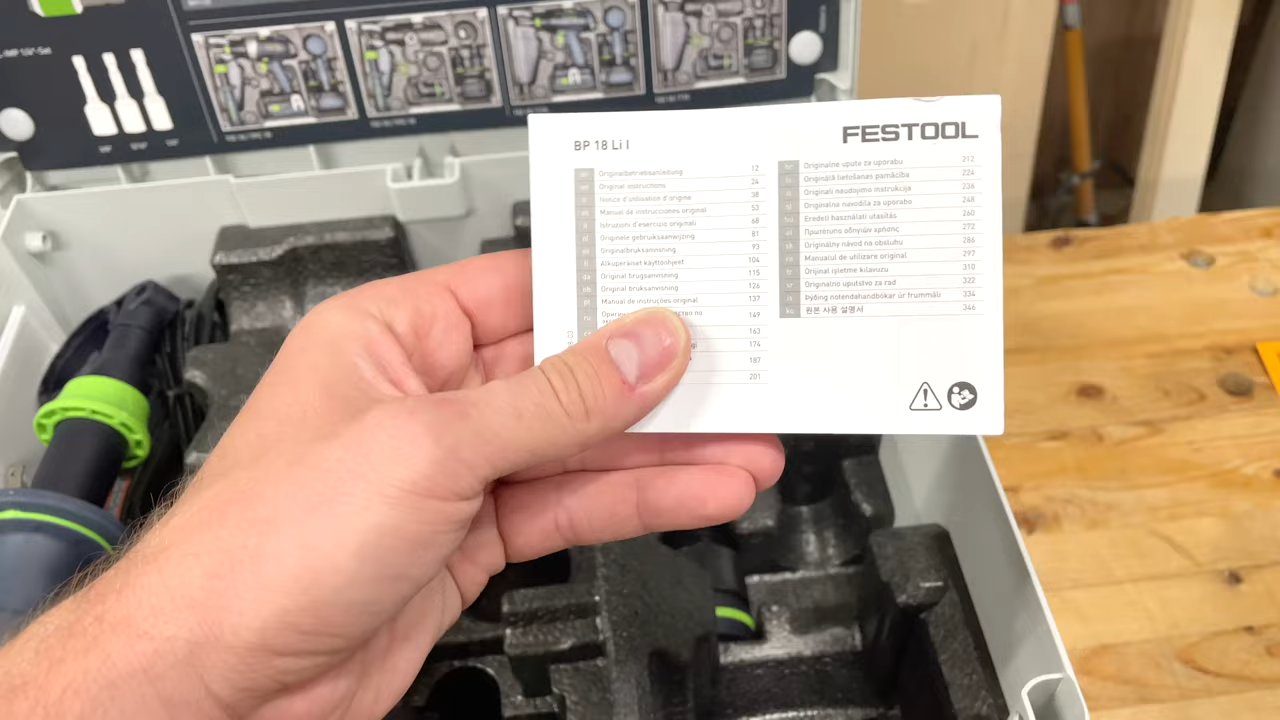 BP 18 Li I
FESTOOL
Originalbetriebsanleitung 12
Original instructions 24
Notice d'utilisation d'origine 38
Manual de instrucciones original 53
Istruzioni d'esercizio originali 68
Originele gebruiksaanwijzing 81
Originalbruksanvisning 93
Alkuperäiset käyttöohjeet 104
Original brugsanvisning 115
Original bruksanvisning 126
Manual de instruções original 137
149
163
174
187
201
Originalne upute za uporabu 212
Oriģinālā lietošanas pamācība 224
Originali naudojimo instrukcija 236
Originalna navodila za uporabo 248
Eredeti használati utasítás 260
Πρωτότυπο οδηγιών χρήσης 272
Originálny návod na obsluhu 286
Manualul de utilizare original 297
Orijinal işletme kılavuzu 310
Originalno uputstvo za rad 322
Þýðing notendahandbókar úr frummáli 334
원본 사용 설명서 346